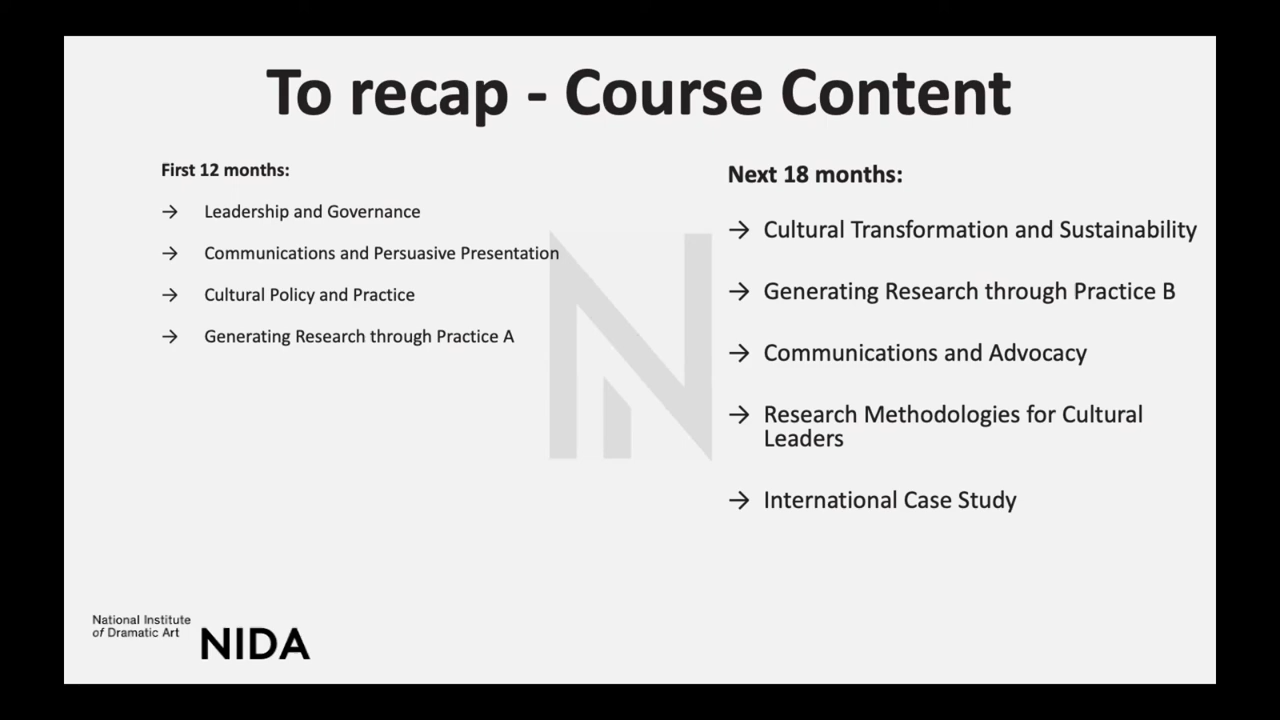 To recap - Course Content
First 12 months:
→ Leadership and Governance
→ Communications and Persuasive Presentation
→ Cultural Policy and Practice
→ Generating Research through Practice A
Next 18 months:
→ Cultural Transformation and Sustainability
→ Generating Research through Practice B
→ Communications and Advocacy
→ Research Methodologies for Cultural
Leaders
→ International Case Study
National Institute
of Dramatic Art
NIDA